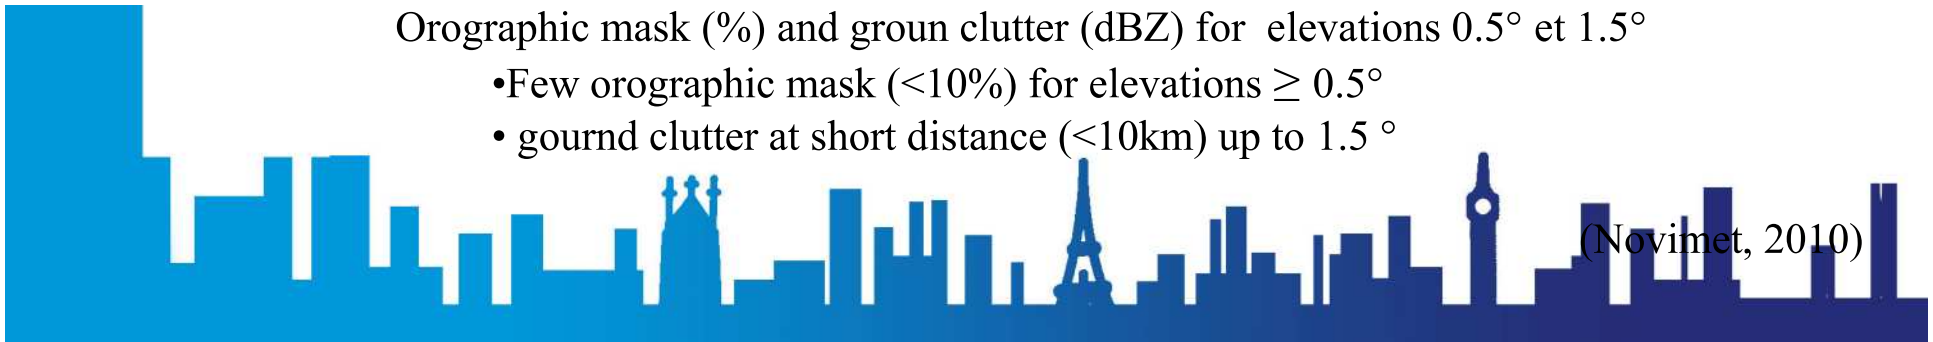 Orographic mask (%) and groun clutter (dBZ) for elevations 0.5° et 1.5°
•Few orographic mask (<10%) for elevations ≥ 0.5°
• gournd clutter at short distance (<10km) up to 1.5 °
(Novimet, 2010)